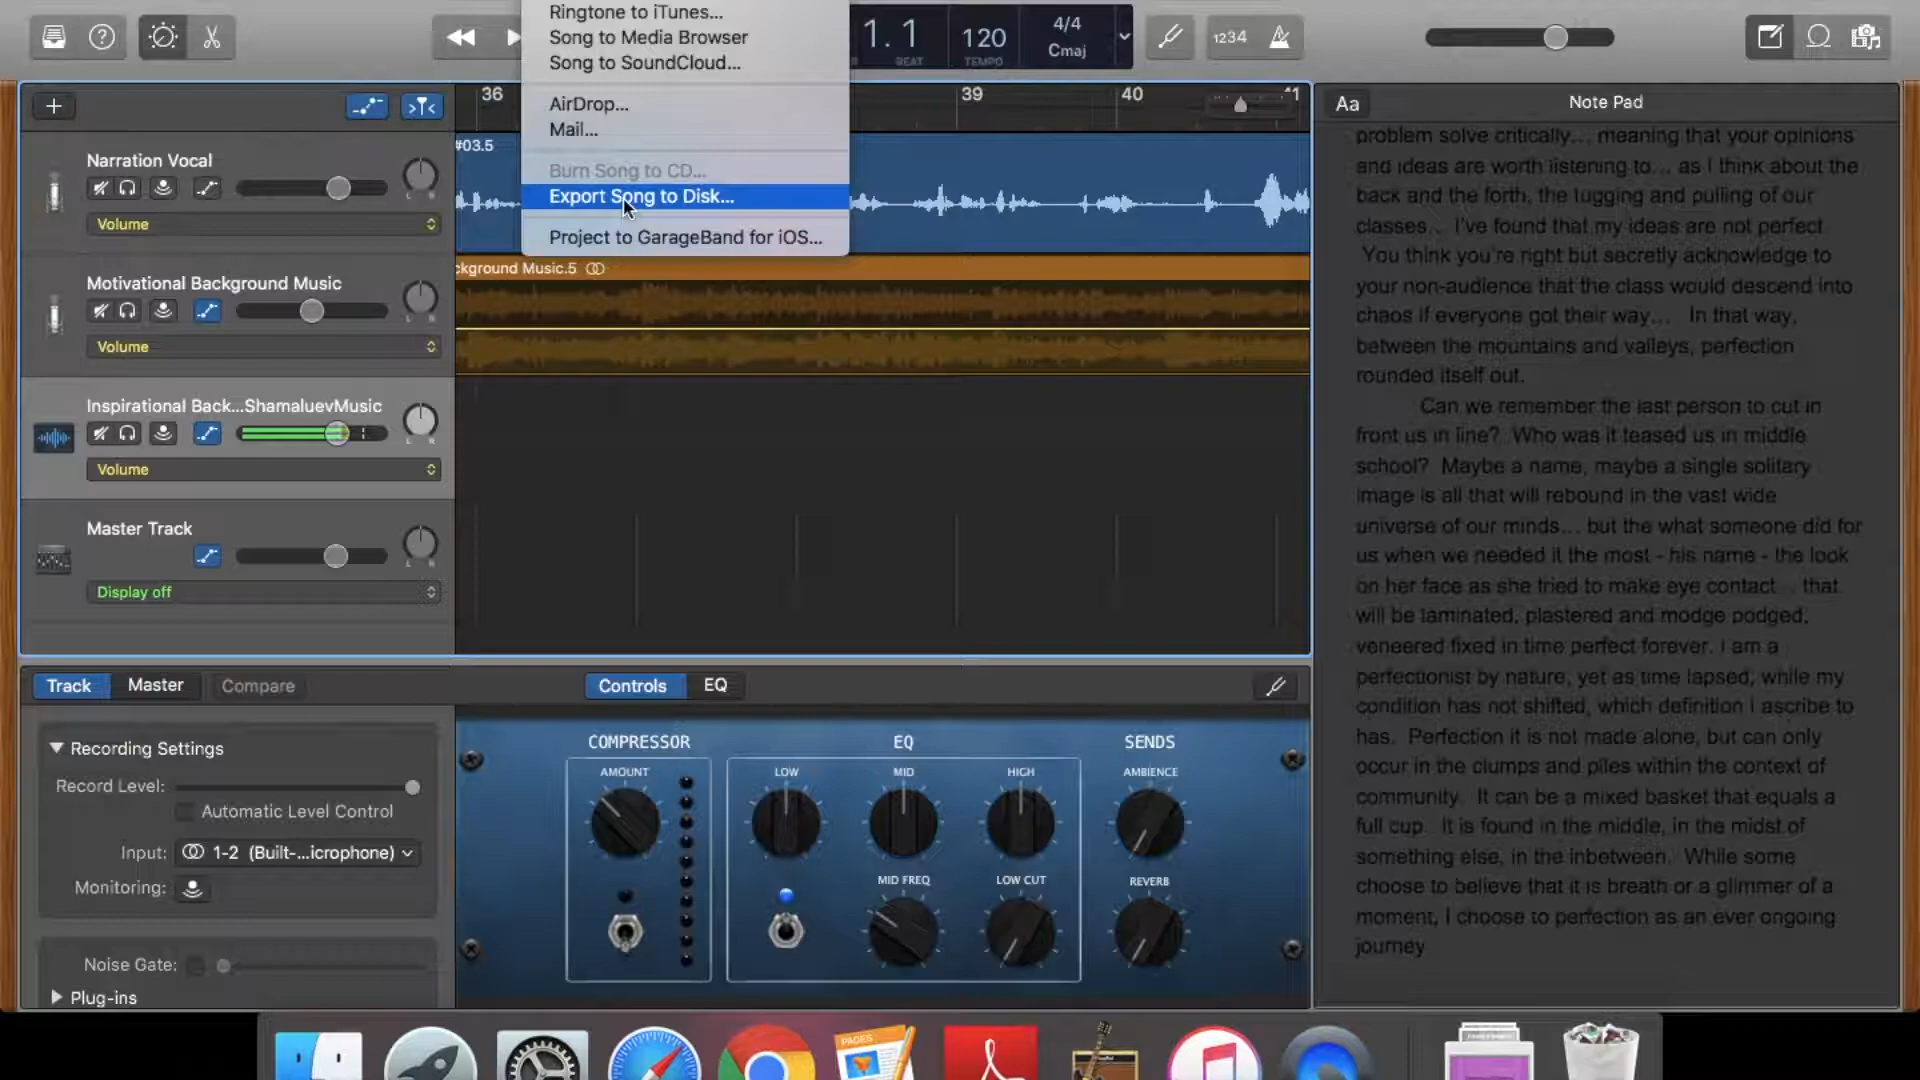 Ringtone to iTunes...
Song to Media Browser
Song to SoundCloud...
AirDrop...
Mail...
Burn Song to CD...
Export Song to Disk...
Project to GarageBand for iOS...
1.1
BEAT
120
TEMPO
4/4
Cmaj
1234
36
39
40
41
Aa
Note Pad
Narration Vocal
Volume
#03.5
Motivational Background Music
Volume
ckground Music.5
Inspirational Back...ShamaluevMusic
Volume
Master Track
Display off
L R
problem solve critically... meaning that your opinions
and ideas are worth listening to... as I think about the
back and the forth, the tugging and pulling of our
classes... I've found that my ideas are not perfect.
You think you're right but secretly acknowledge to
your non-audience that the class would descend into
chaos if everyone got their way... In that way,
between the mountains and valleys, perfection
rounded itself out.
Can we remember the last person to cut in
front us in line? Who was it teased us in middle
school? Maybe a name, maybe a single solitary
image is all that will rebound in the vast wide
universe of our minds... but the what someone did for
us when we needed it the most - his name - the look
on her face as she tried to make eye contact... that
will be laminated, plastered and modge podged,
veneered fixed in time perfect forever. I am a
perfectionist by nature, yet as time lapsed, while my
condition has not shifted, which definition I ascribe to
has. Perfection it is not made alone, but can only
occur in the clumps and piles within the context of
community. It can be a mixed basket that equals a
full cup. It is found in the middle, in the midst of
something else, in the inbetween. While some
choose to believe that it is breath or a glimmer of a
moment, I choose to perfection as an ever ongoing
journey
Track
Master
Compare
Controls
EQ
Recording Settings
Record Level:
Automatic Level Control
Input: 1-2 (Built-...icrophone)
Monitoring:
Noise Gate:
Plug-ins
COMPRESSOR
EQ
SENDS
AMOUNT
LOW
MID
HIGH
AMBIENCE
MID FREQ
LOW CUT
REVERB
PAGES